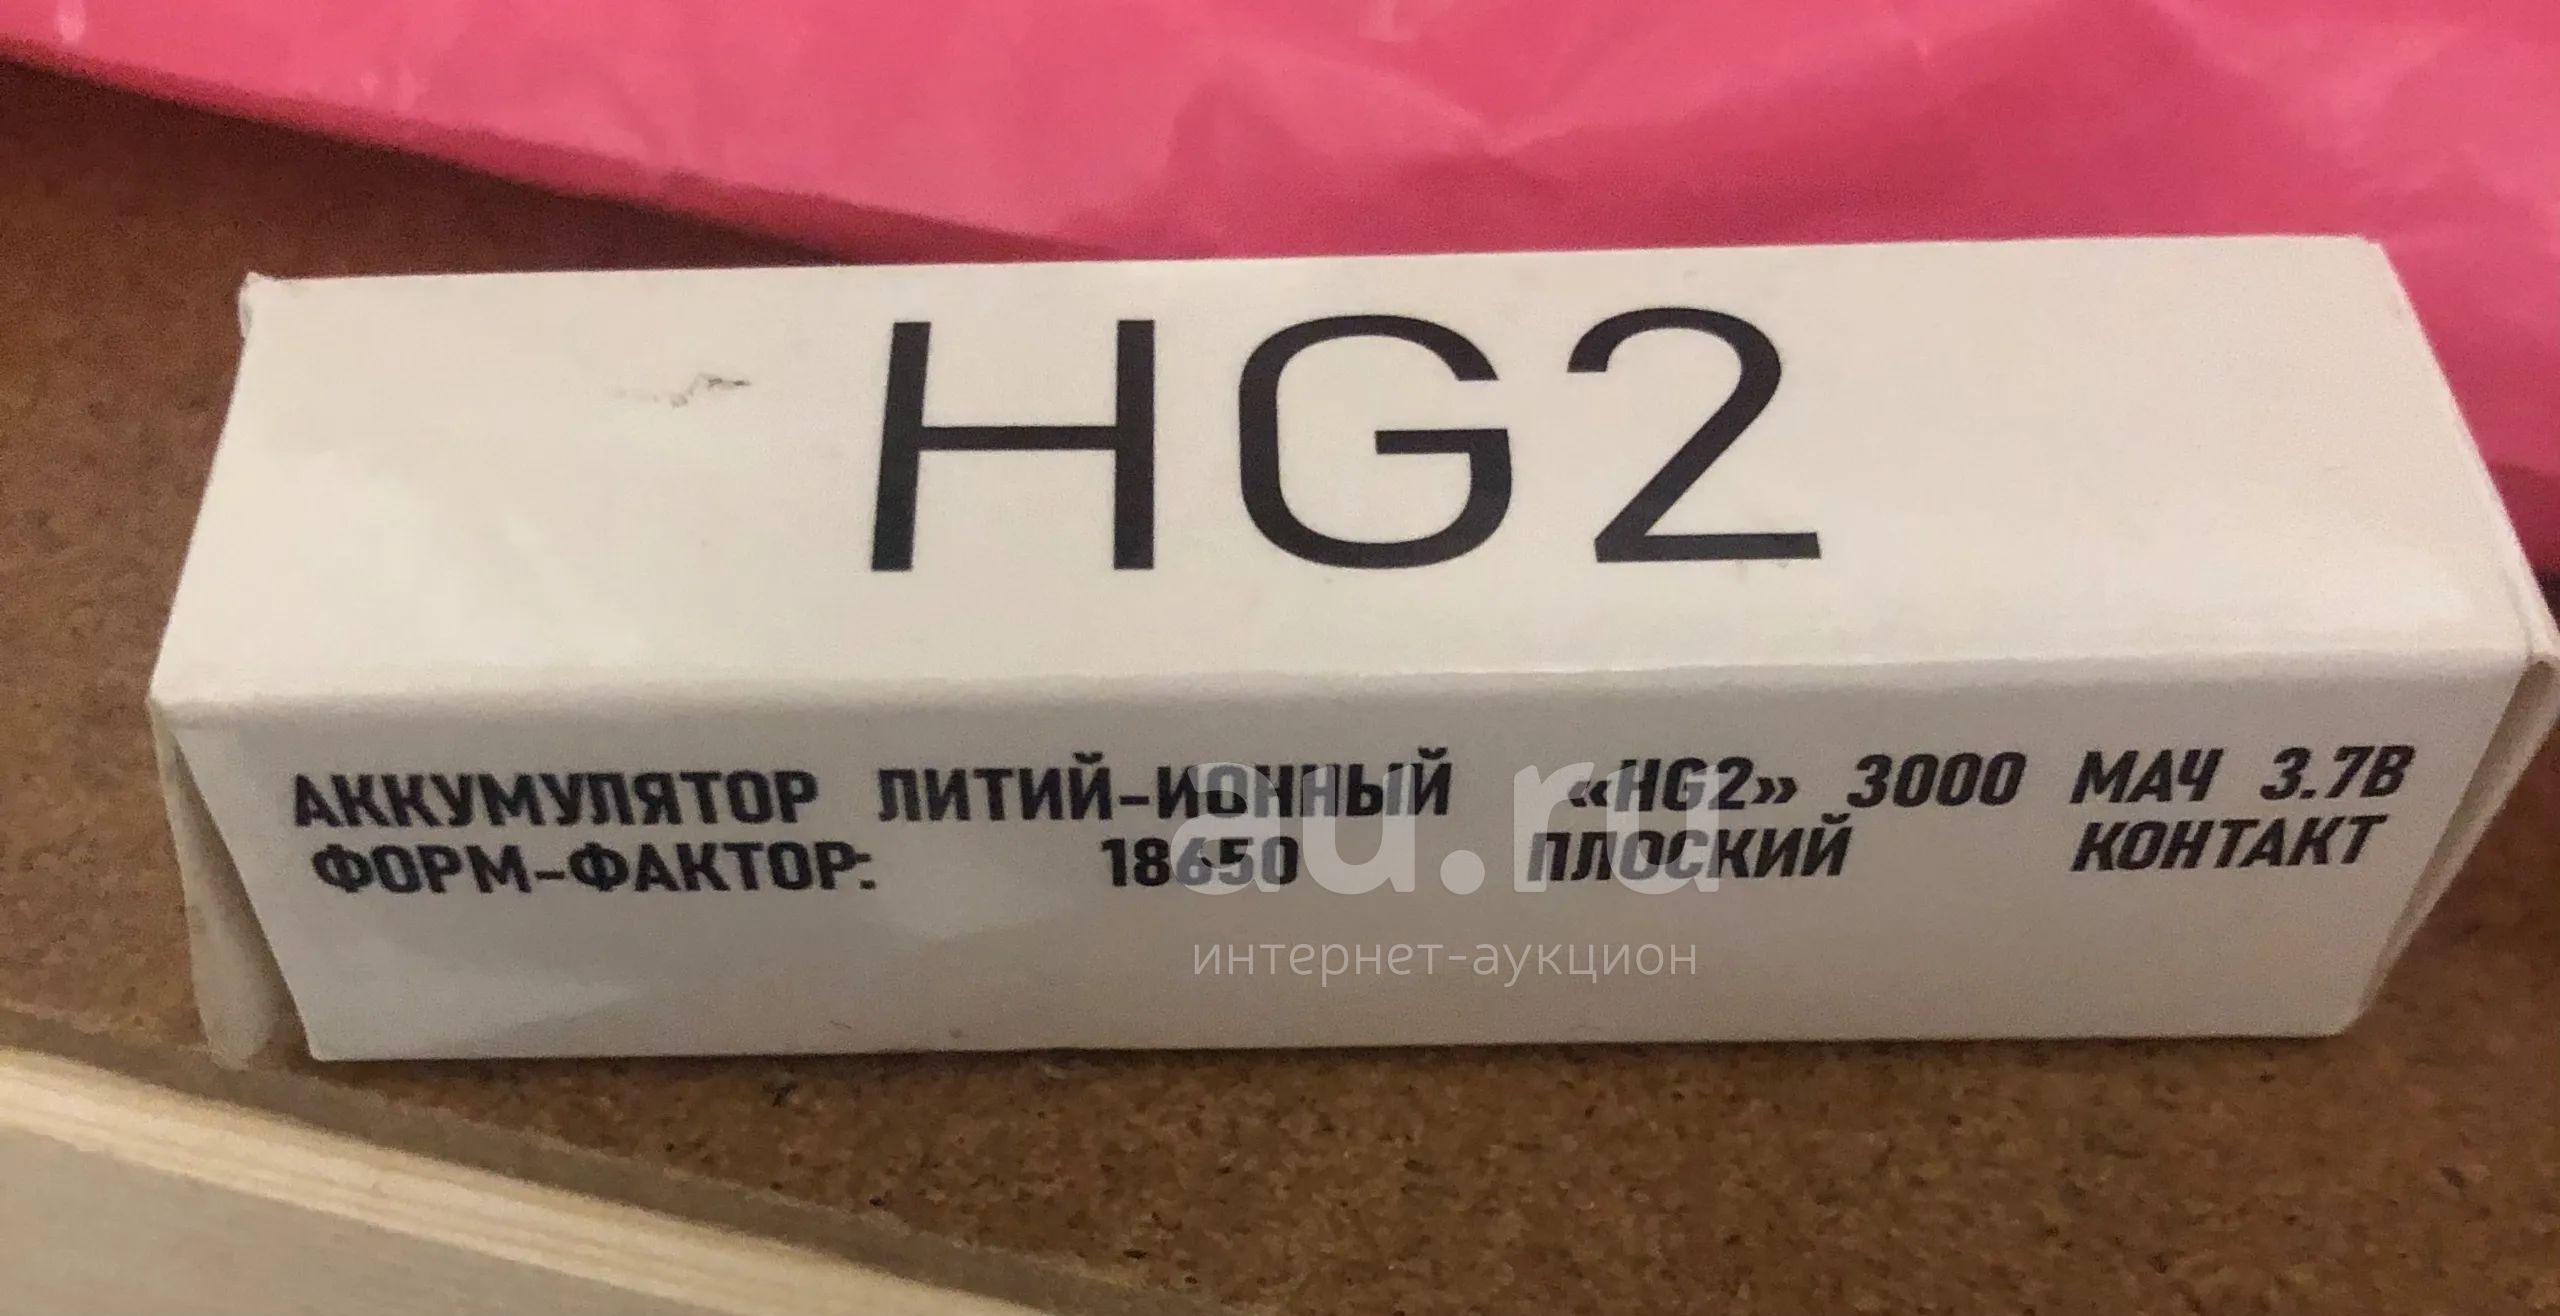 HG2
АККУМУЛЯТОР ЛИТИЙ-ИОННЫЙ «HG2» 3000 МАЧ 3.7В
ФОРМ-ФАКТОР: 18650 ПЛОСКИЙ КОНТАКТ
au.ru
интернет-аукцион